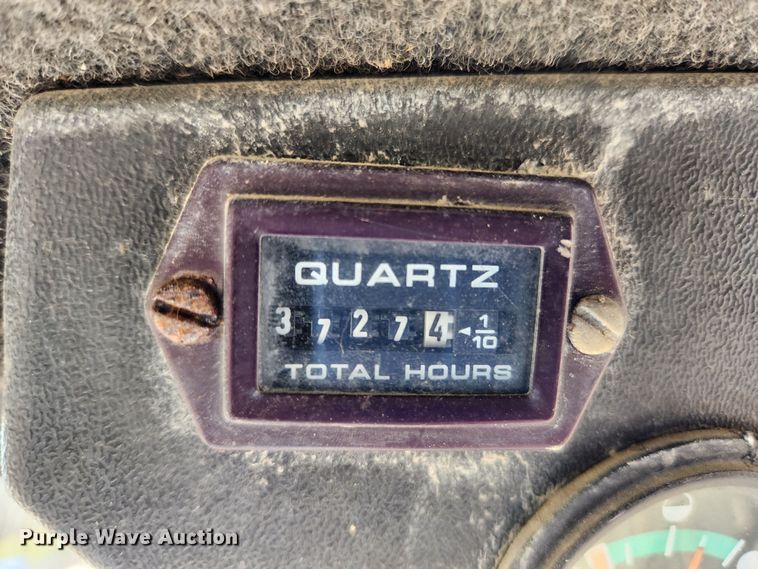 QUARTZ
3 7 2 7 4 ◂ 1/10
TOTAL HOURS
Purple Wave Auction